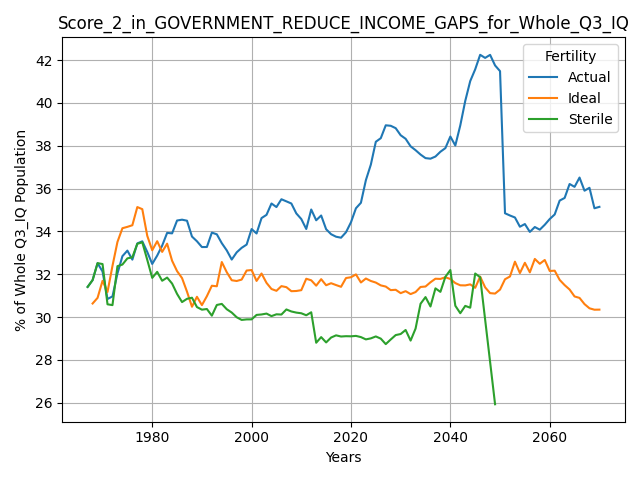 Score_2_in_GOVERNMENT_REDUCE_INCOME_GAPS_for_Whole_Q3_IQ
Fertility
Actual
Ideal
Sterile
% of Whole Q3_IQ Population
42
40
38
36
34
32
30
28
26
1980
2000
2020
2040
2060
Years